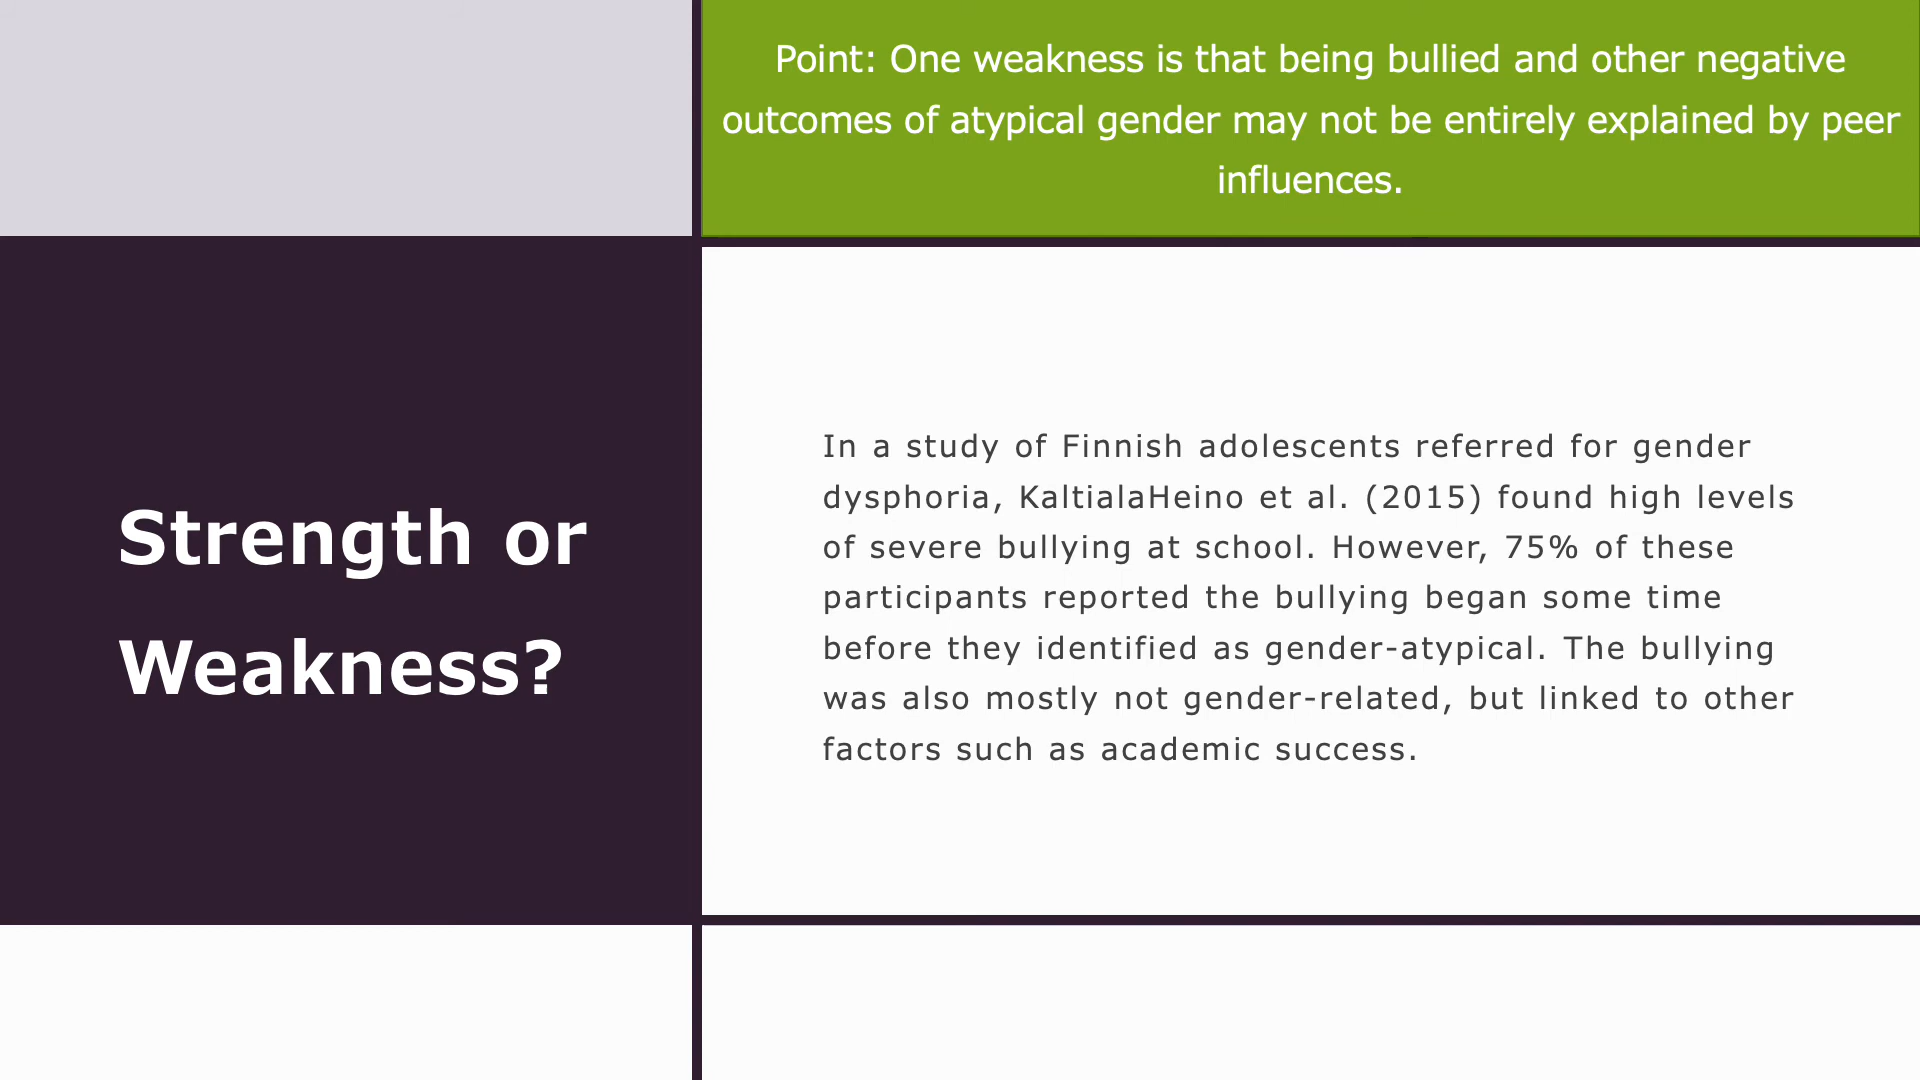 Point: One weakness is that being bullied and other negative
outcomes of atypical gender may not be entirely explained by peer
influences.
Strength or
Weakness?
In a study of Finnish adolescents referred for gender
dysphoria, KaltialaHeino et al. (2015) found high levels
of severe bullying at school. However, 75% of these
participants reported the bullying began some time
before they identified as gender-atypical. The bullying
was also mostly not gender-related, but linked to other
factors such as academic success.